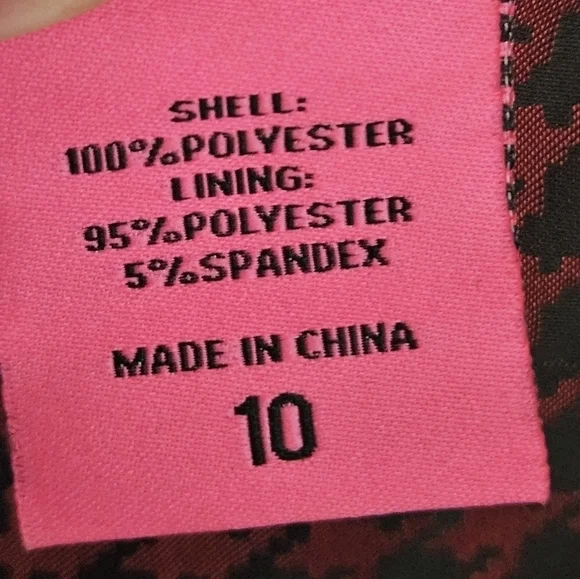 SHELL:
100%POLYESTER
LINING:
95%POLYESTER
5%SPANDEX
MADE IN CHINA
10